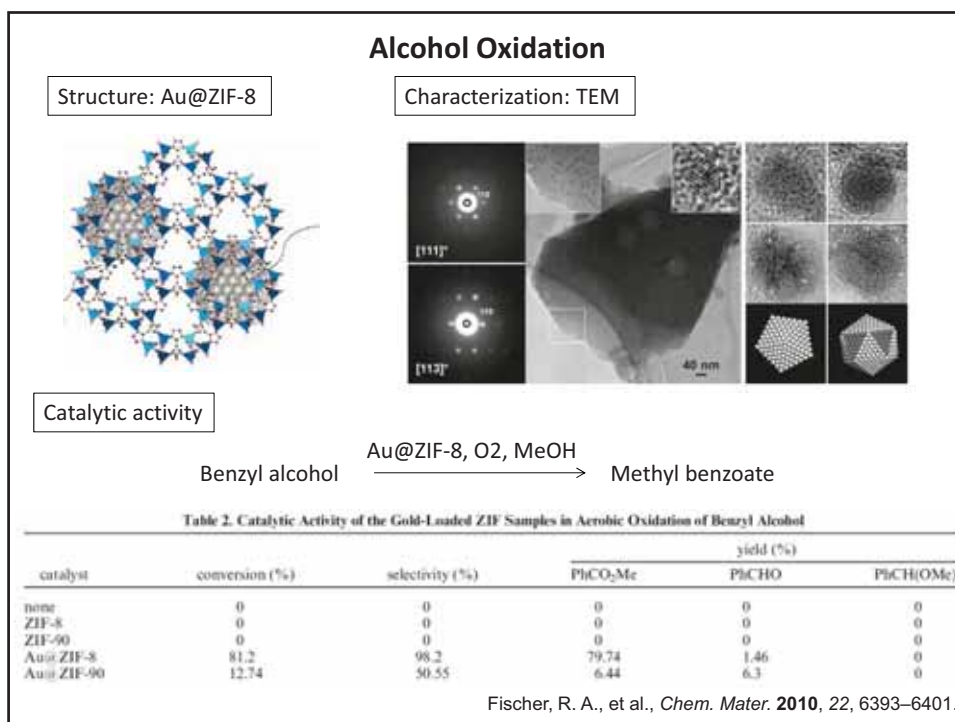 Alcohol Oxidation
Structure: Au@ZIF-8
Characterization: TEM
[111]*
[113]*
40 nm
Catalytic activity
Au@ZIF-8, O2, MeOH
Benzyl alcohol
Methyl benzoate
Table 2. Catalytic Activity of the Gold-Loaded ZIF Samples in Aerobic Oxidation of Benzyl Alcohol
yield (%)
catalyst conversion (%) selectivity (%) PhCO₂Me PhCHO PhCH(OMe)
none 0 0 0 0 0
ZIF-8 0 0 0 0 0
ZIF-90 0 0 0 0 0
Au@ZIF-8 81.2 98.2 79.74 1.46 0
Au@ZIF-90 12.74 50.55 6.44 6.3 0
Fischer, R. A., et al., Chem. Mater. 2010, 22, 6393–6401.